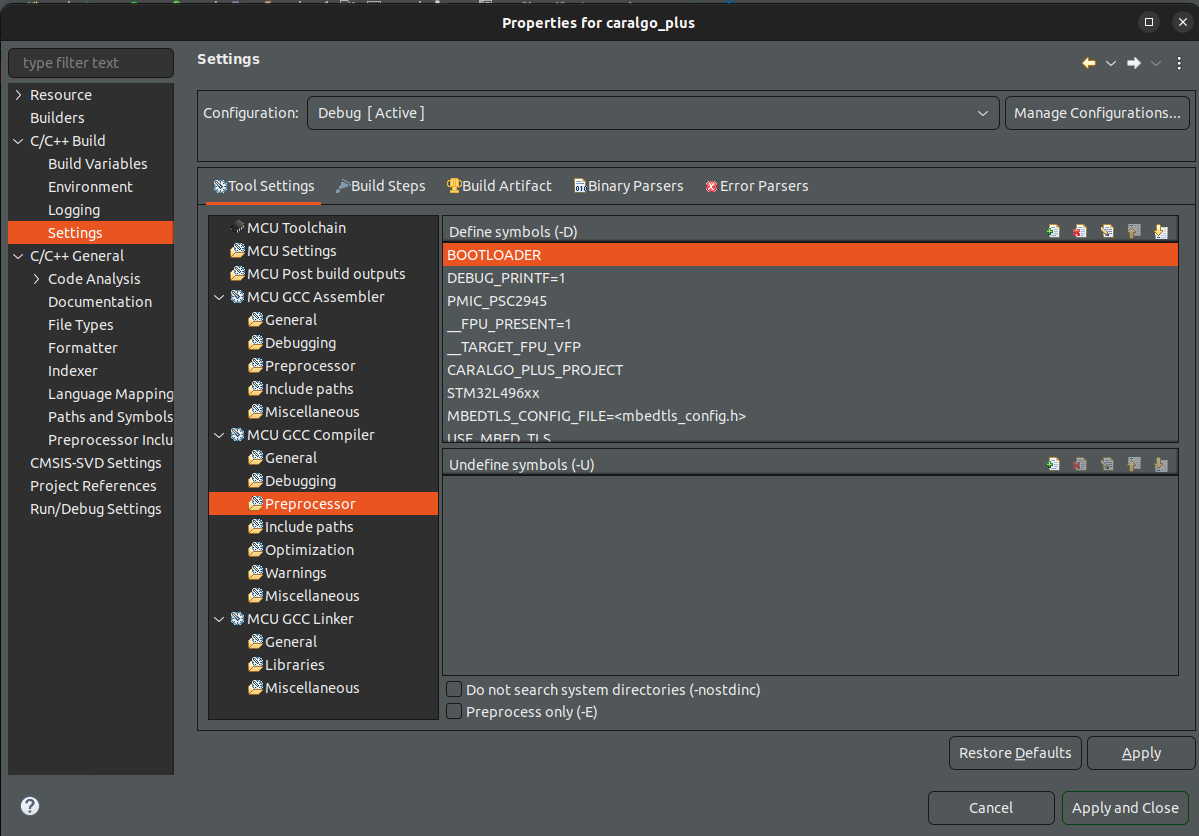 Properties for caralgo_plus
type filter text
Settings
Resource
Builders
C/C++ Build
Build Variables
Environment
Logging
Settings
C/C++ General
Code Analysis
Documentation
File Types
Formatter
Indexer
Language Mapping
Paths and Symbols
Preprocessor Inclu
CMSIS-SVD Settings
Project References
Run/Debug Settings
Configuration:
Debug [ Active ]
Manage Configurations...
Tool Settings
Build Steps
Build Artifact
Binary Parsers
Error Parsers
MCU Toolchain
MCU Settings
MCU Post build outputs
MCU GCC Assembler
General
Debugging
Preprocessor
Include paths
Miscellaneous
MCU GCC Compiler
General
Debugging
Preprocessor
Include paths
Optimization
Warnings
Miscellaneous
MCU GCC Linker
General
Libraries
Miscellaneous
Define symbols (-D)
BOOTLOADER
DEBUG_PRINTF=1
PMIC_PSC2945
__FPU_PRESENT=1
__TARGET_FPU_VFP
CARALGO_PLUS_PROJECT
STM32L496xx
MBEDTLS_CONFIG_FILE=<mbedtls_config.h>
USE_MBED_TLS
Undefine symbols (-U)
Do not search system directories (-nostdinc)
Preprocess only (-E)
Restore Defaults
Apply
Cancel
Apply and Close